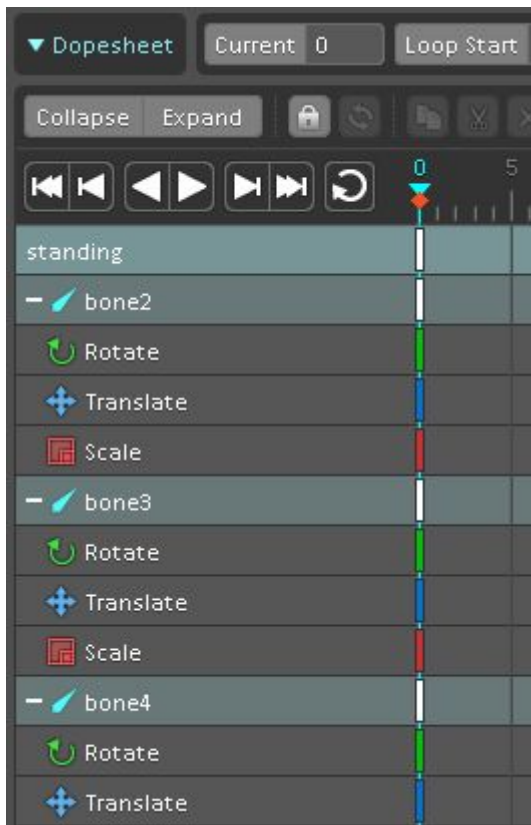 Dopesheet Current 0 Loop Start
Collapse Expand
0 5
standing
bone2
Rotate
Translate
Scale
bone3
Rotate
Translate
Scale
bone4
Rotate
Translate